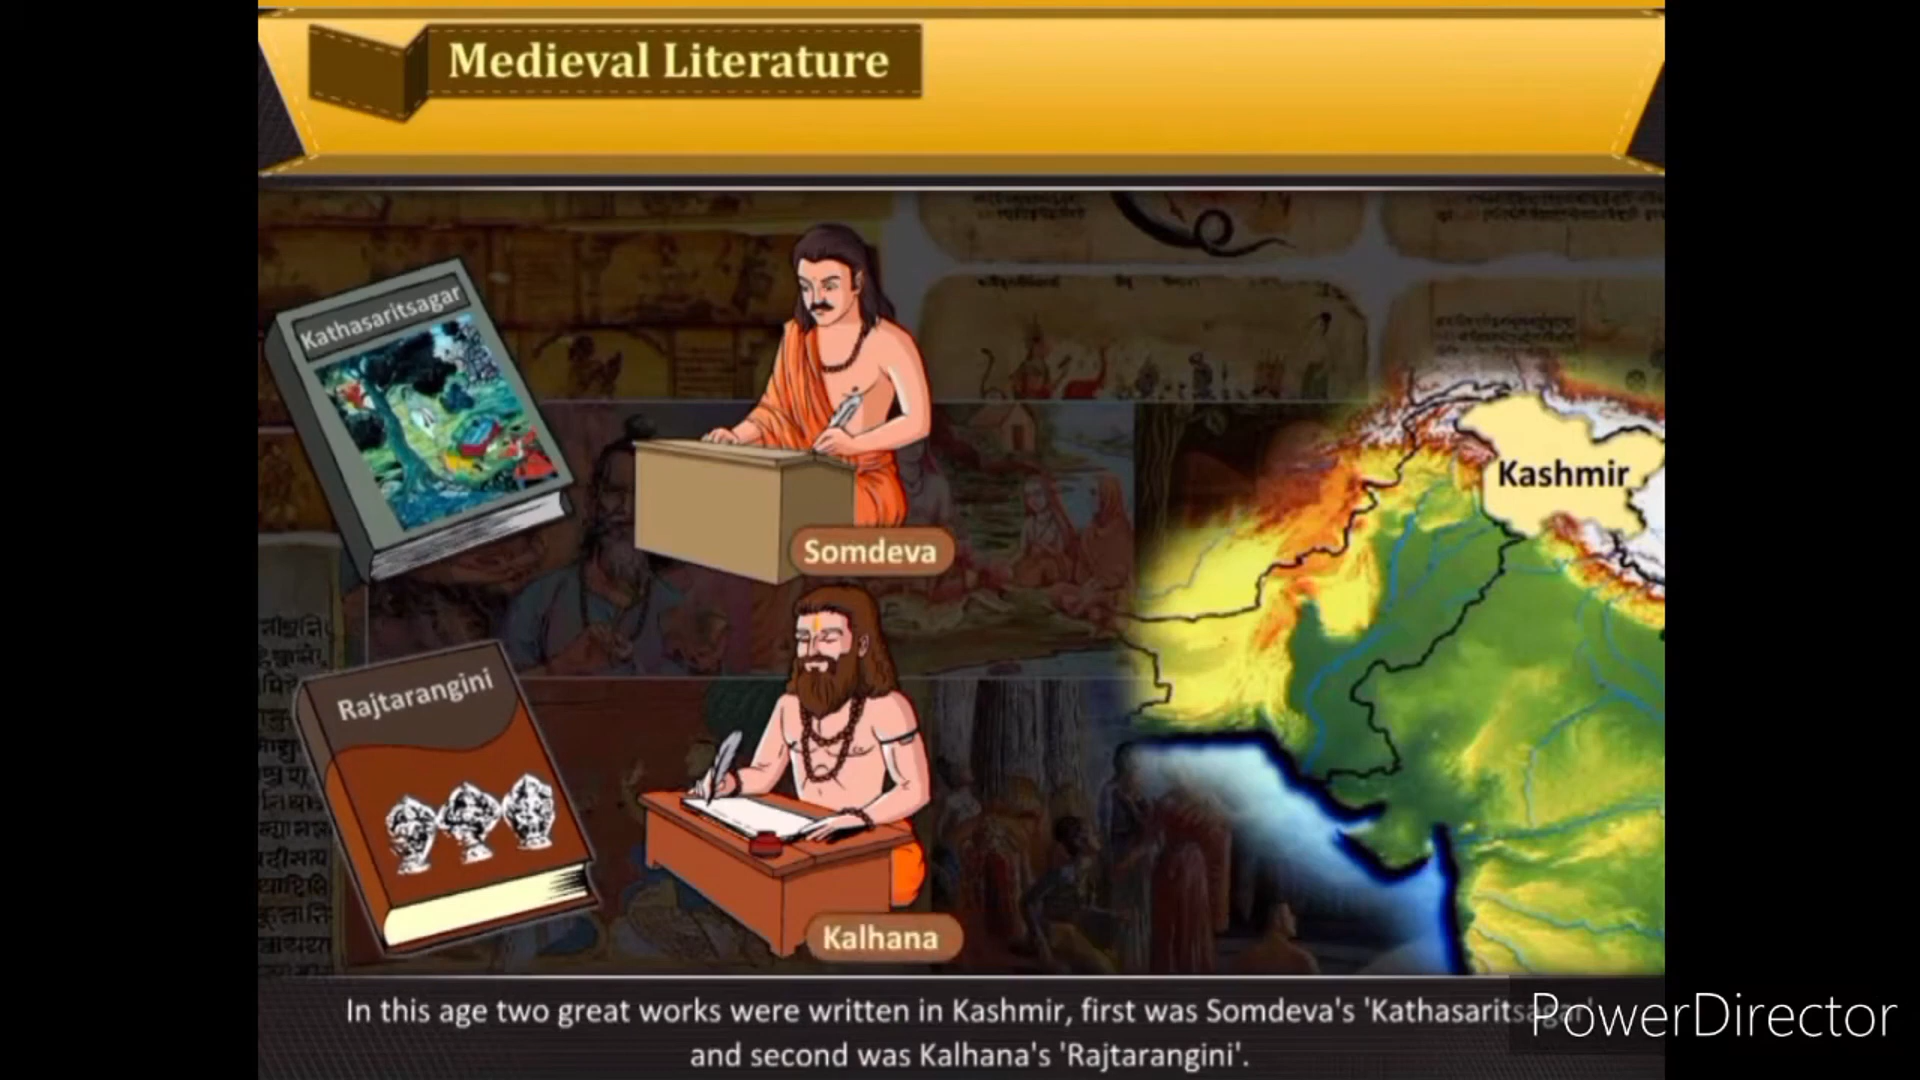 Medieval Literature
Kathasaritsagar
Somdeva
Kashmir
Rajtarangini
Kalhana
In this age two great works were written in Kashmir, first was Somdeva's 'Kathasaritsagar'
and second was Kalhana's 'Rajtarangini'.
PowerDirector